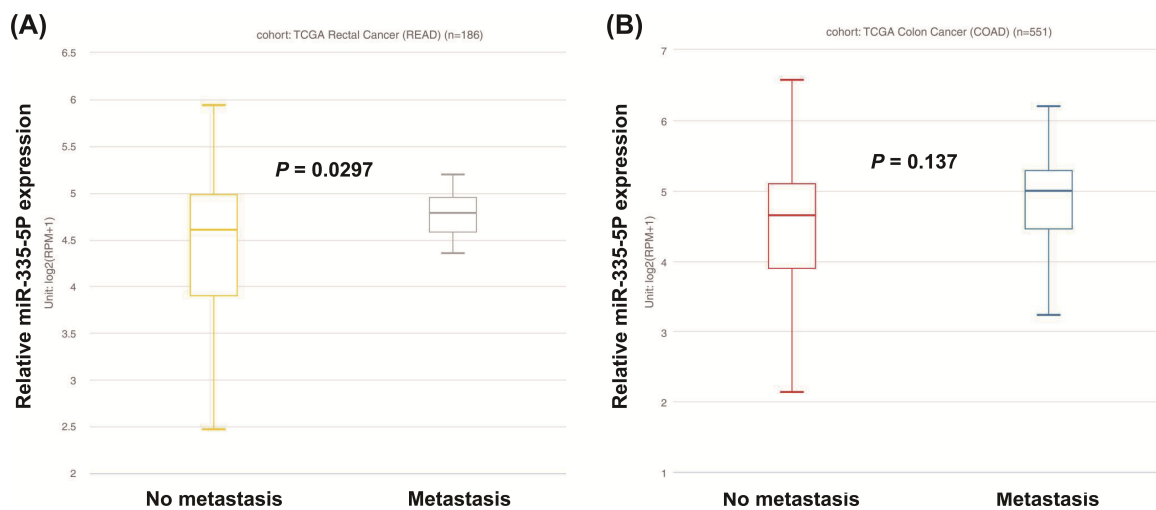 (A)
cohort: TCGA Rectal Cancer (READ) (n=186)
Relative miR-335-5P expression
Unit: log2(RPM+1)
6.5
6
5.5
5
4.5
4
3.5
3
2.5
2
P = 0.0297
No metastasis
Metastasis
(B)
cohort: TCGA Colon Cancer (COAD) (n=551)
Relative miR-335-5P expression
Unit: log2(RPM+1)
7
6
5
4
3
2
1
P = 0.137
No metastasis
Metastasis